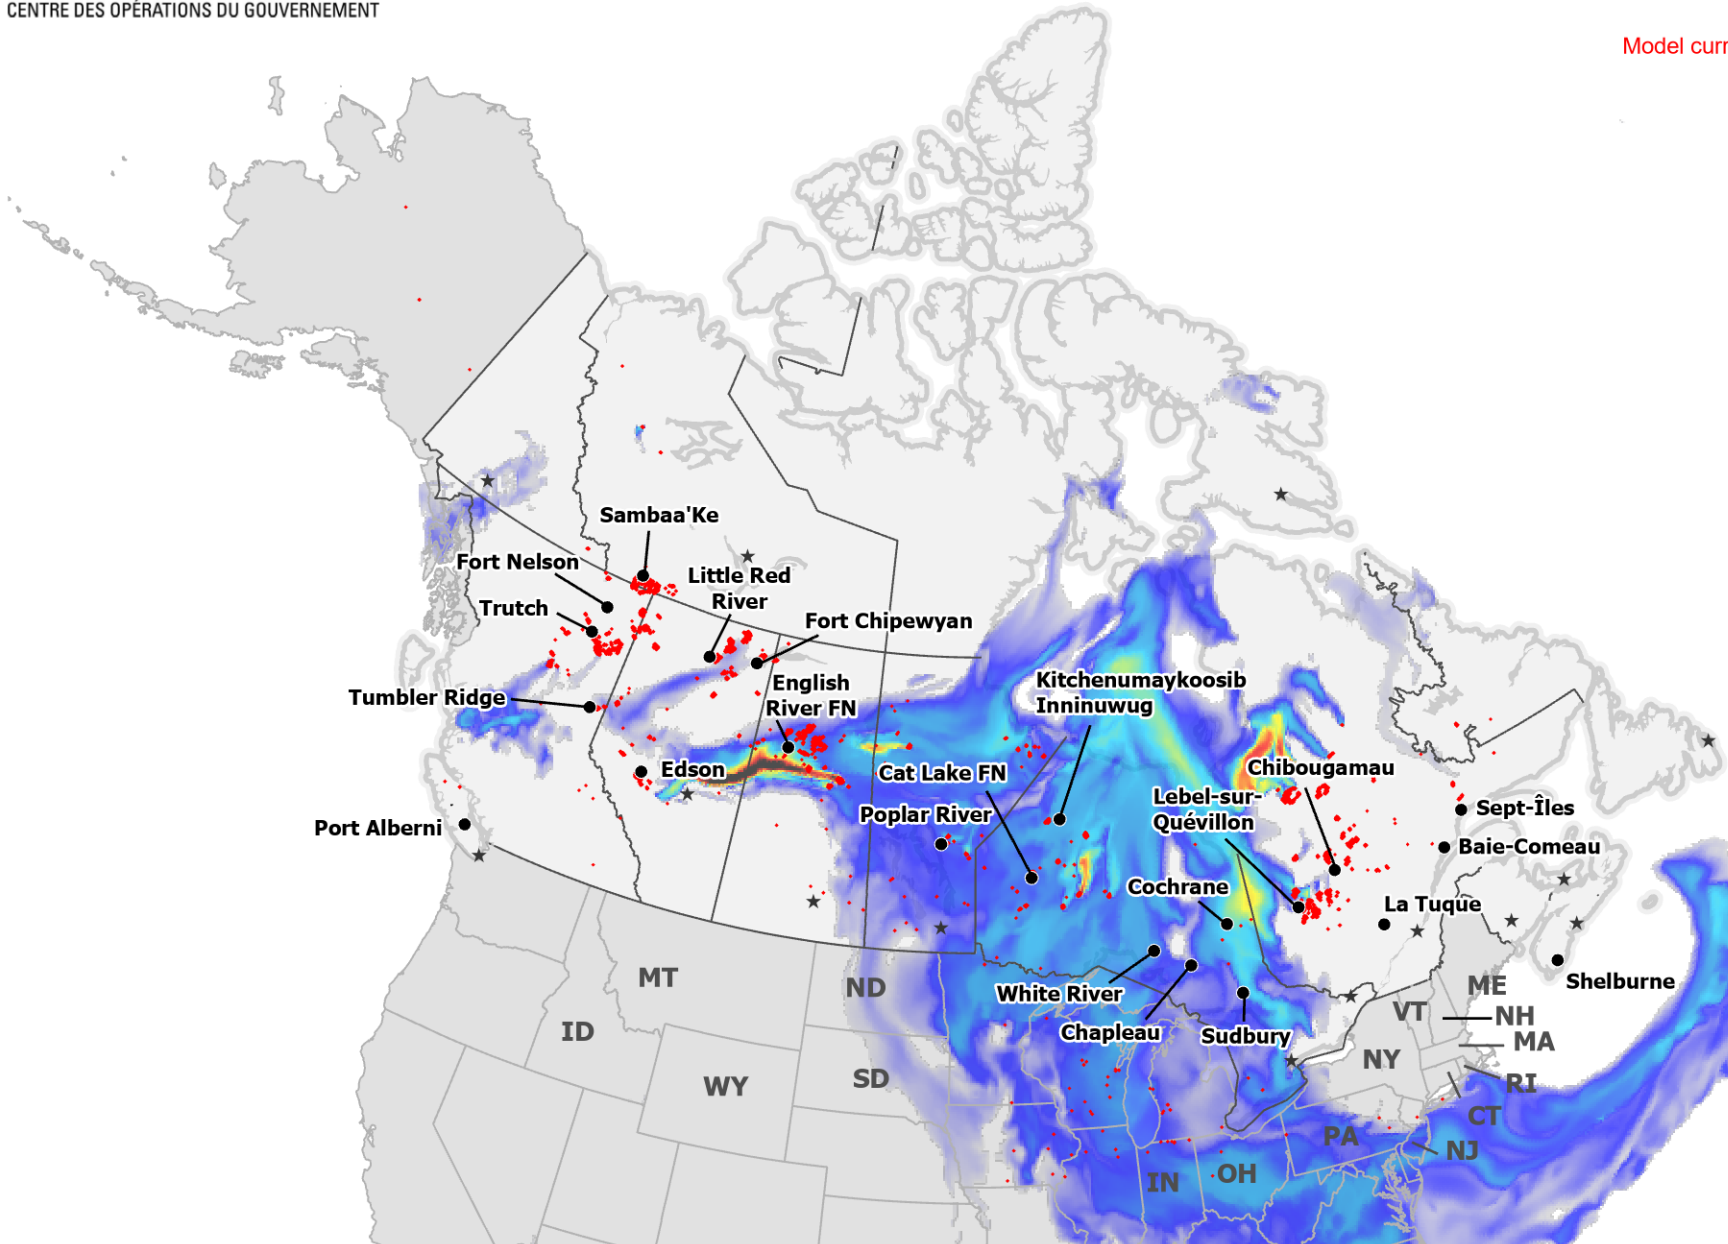 CENTRE DES OPÉRATIONS DU GOUVERNEMENT
Model curr
Sambaa'Ke
Fort Nelson
Little Red
River
Trutch
Fort Chipewyan
Kitchenumaykoosib
Inninuwug
English
River FN
Tumbler Ridge
Edson
Cat Lake FN
Chibougamau
Lebel-sur-
Quévillon
Sept-Îles
Poplar River
Port Alberni
Baie-Comeau
Cochrane
La Tuque
MT
ND
White River
Shelburne
ME
VT
NH
ID
Chapleau
Sudbury
MA
NY
WY
SD
RI
CT
PA
NJ
IN
OH